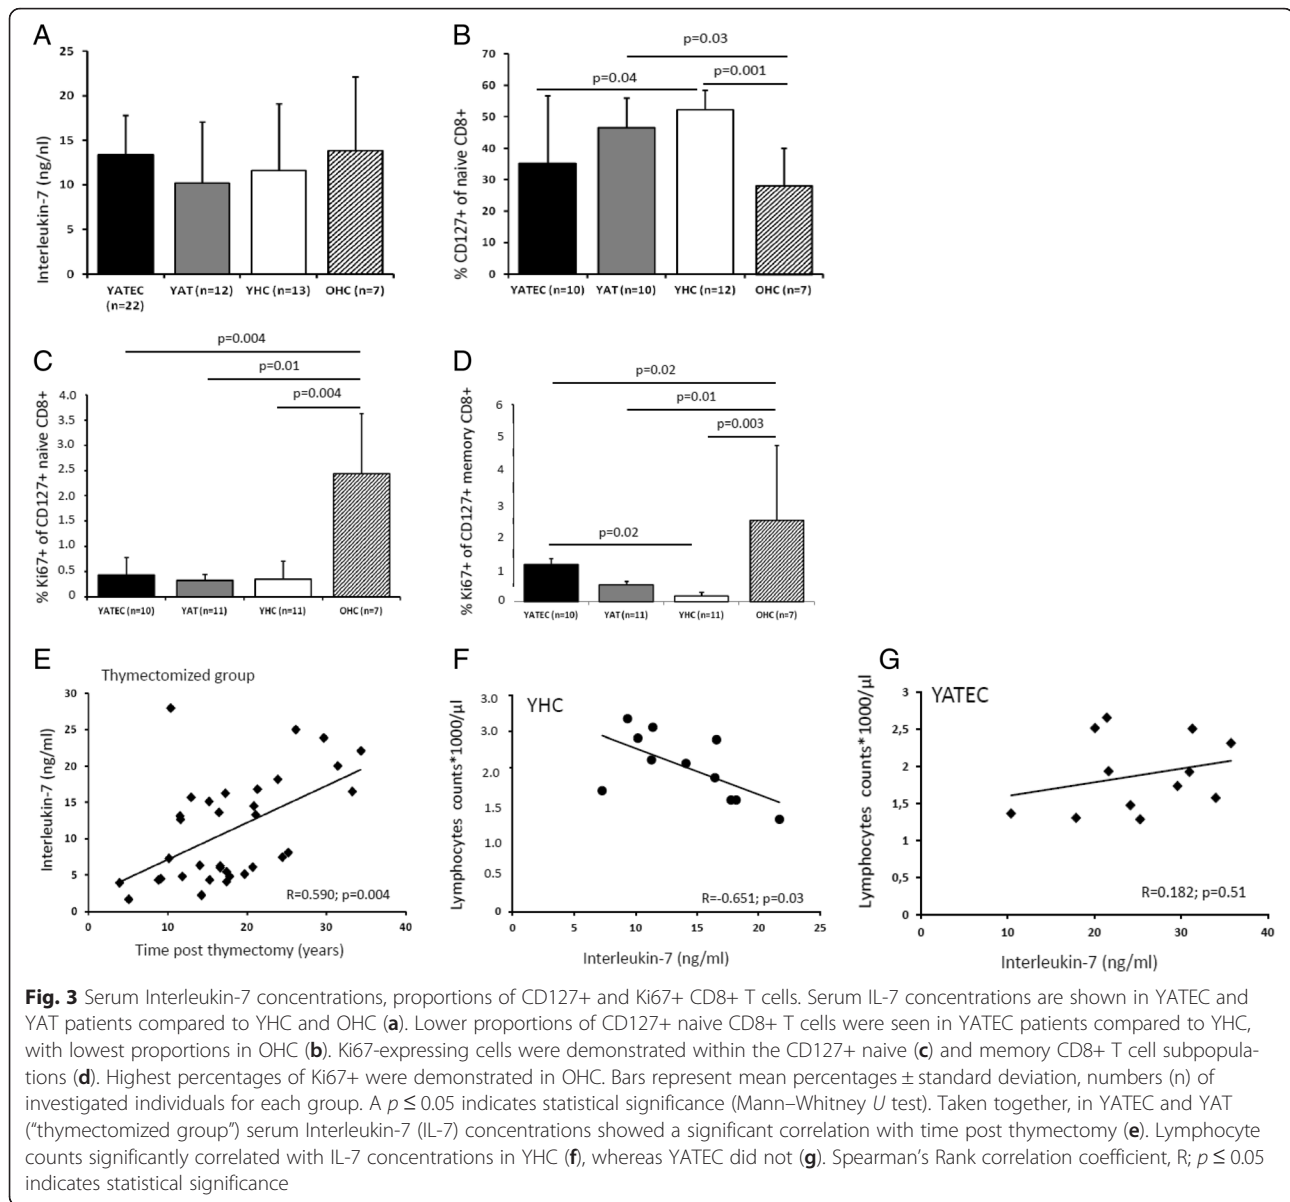 A
Interleukin-7 (ng/nl)
25
20
15
10
5
0
YATEC (n=22)
YAT (n=12)
YHC (n=13)
OHC (n=7)
B
% CD127+ of naive CD8+
p=0.03
p=0.04
p=0.001
70
60
50
40
30
20
10
0
YATEC (n=10)
YAT (n=10)
YHC (n=12)
OHC (n=7)
C
% Ki67+ of CD127+ naive CD8+
p=0.004
p=0.01
p=0.004
4.0
3.5
3.0
2.5
2.0
1.5
1.0
0.5
0
YATEC (n=10)
YAT (n=11)
YHC (n=11)
OHC (n=7)
D
% Ki67+ of CD127+ memory CD8+
p=0.02
p=0.01
p=0.003
p=0.02
6
5
4
3
2
1
0
YATEC (n=10)
YAT (n=11)
YHC (n=11)
OHC (n=7)
E
Thymectomized group
Interleukin-7 (ng/ml)
30
25
20
15
10
5
0
R=0.590; p=0.004
0 10 20 30 40
Time post thymectomy (years)
F
YHC
Lymphocytes counts*1000/µl
3.0
3.0
2.0
1.5
1.0
0.5
0
R=-0.651; p=0.03
0 5 10 15 20 25
Interleukin-7 (ng/ml)
G
YATEC
Lymphocytes counts*1000/µl
3
2,5
2
1,5
1
0,5
0
R=0.182; p=0.51
0 10 20 30 40
Interleukin-7 (ng/ml)
Fig. 3 Serum Interleukin-7 concentrations, proportions of CD127+ and Ki67+ CD8+ T cells. Serum IL-7 concentrations are shown in YATEC and
YAT patients compared to YHC and OHC (a). Lower proportions of CD127+ naive CD8+ T cells were seen in YATEC patients compared to YHC,
with lowest proportions in OHC (b). Ki67-expressing cells were demonstrated within the CD127+ naive (c) and memory CD8+ T cell subpopula-
tions (d). Highest percentages of Ki67+ were demonstrated in OHC. Bars represent mean percentages ± standard deviation, numbers (n) of
investigated individuals for each group. A p ≤ 0.05 indicates statistical significance (Mann–Whitney U test). Taken together, in YATEC and YAT
(“thymectomized group”) serum Interleukin-7 (IL-7) concentrations showed a significant correlation with time post thymectomy (e). Lymphocyte
counts significantly correlated with IL-7 concentrations in YHC (f), whereas YATEC did not (g). Spearman’s Rank correlation coefficient, R; p ≤ 0.05
indicates statistical significance